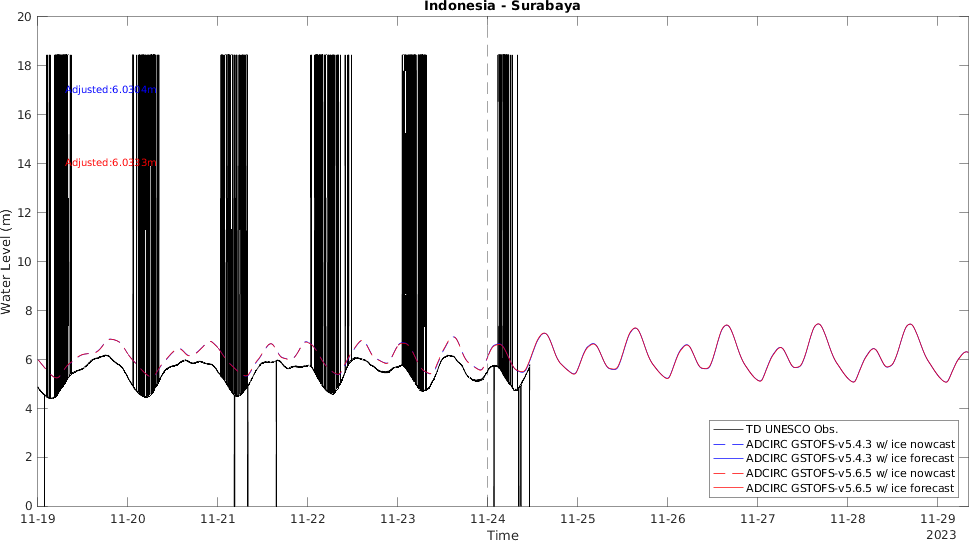 Indonesia - Surabaya
20
18
16
14
12
10
8
6
4
2
0
Water Level (m)
Adjusted:6.0304m
Adjusted:6.0333m
TD UNESCO Obs.
ADCIRC GSTOFS-v5.4.3 w/ ice nowcast
ADCIRC GSTOFS-v5.4.3 w/ ice forecast
ADCIRC GSTOFS-v5.6.5 w/ ice nowcast
ADCIRC GSTOFS-v5.6.5 w/ ice forecast
11-19 11-20 11-21 11-22 11-23 11-24 11-25 11-26 11-27 11-28 11-29
Time
2023